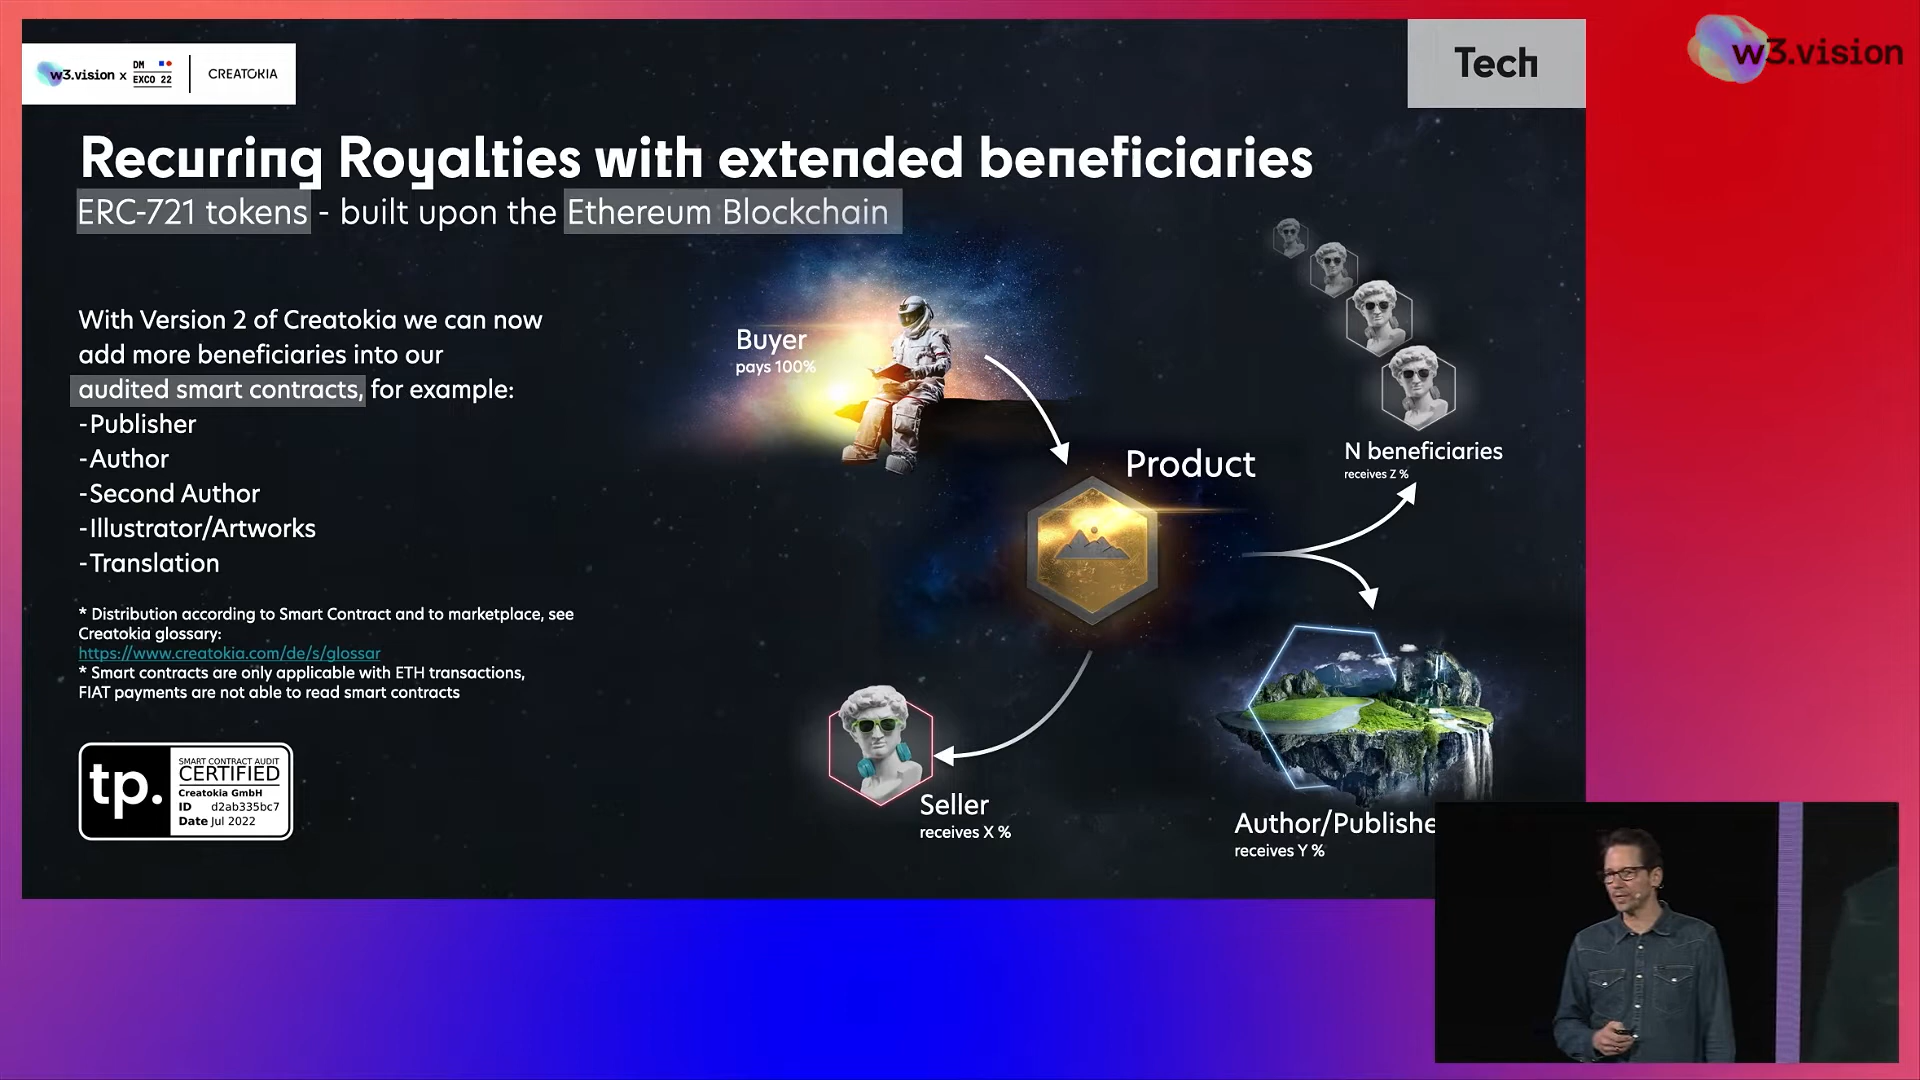 w3.vision x DM EXCO 22 CREATOKIA
Tech
w3.vision
Recurring Royalties with extended beneficiaries
ERC-721 tokens - built upon the Ethereum Blockchain
With Version 2 of Creatokia we can now
add more beneficiaries into our
audited smart contracts, for example:
-Publisher
-Author
-Second Author
-Illustrator/Artworks
-Translation
* Distribution according to Smart Contract and to marketplace, see
Creatokia glossary:
https://www.creatokia.com/de/s/glossar
* Smart contracts are only applicable with ETH transactions,
FIAT payments are not able to read smart contracts
tp.
SMART CONTRACT AUDIT
CERTIFIED
Creatokia GmbH
ID d2ab335bc7
Date Jul 2022
Buyer
pays 100%
Product
N beneficiaries
receives Z %
Seller
receives X %
Author/Publishe
receives Y %